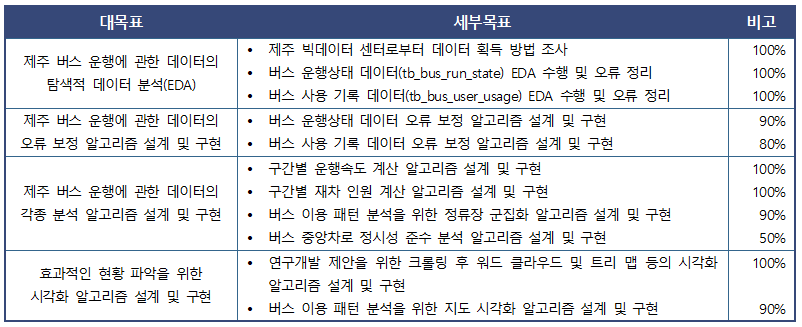 대목표 세부목표 비고
제주 버스 운행에 관한 데이터의
탐색적 데이터 분석(EDA)
• 제주 빅데이터 센터로부터 데이터 획득 방법 조사 100%
• 버스 운행상태 데이터(tb_bus_run_state) EDA 수행 및 오류 정리 100%
• 버스 사용 기록 데이터(tb_bus_user_usage) EDA 수행 및 오류 정리 100%
제주 버스 운행에 관한 데이터의
오류 보정 알고리즘 설계 및 구현
• 버스 운행상태 데이터 오류 보정 알고리즘 설계 및 구현 90%
• 버스 사용 기록 데이터 오류 보정 알고리즘 설계 및 구현 80%
제주 버스 운행에 관한 데이터의
각종 분석 알고리즘 설계 및 구현
• 구간별 운행속도 계산 알고리즘 설계 및 구현 100%
• 구간별 재차 인원 계산 알고리즘 설계 및 구현 100%
• 버스 이용 패턴 분석을 위한 정류장 군집화 알고리즘 설계 및 구현 90%
• 버스 중앙차로 정시성 준수 분석 알고리즘 설계 및 구현 50%
효과적인 현황 파악을 위한
시각화 알고리즘 설계 및 구현
• 연구개발 제안을 위한 크롤링 후 워드 클라우드 및 트리 맵 등의 시각화 100%
알고리즘 설계 및 구현
• 버스 이용 패턴 분석을 위한 지도 시각화 알고리즘 설계 및 구현 90%